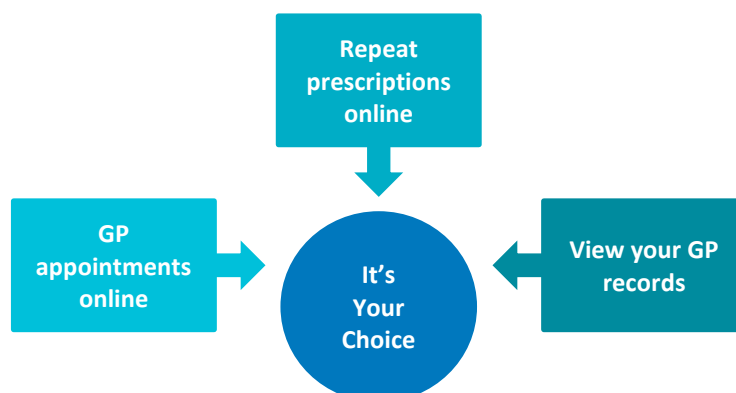 Repeat
prescriptions
online
GP
appointments
online
It’s
Your
Choice
View your GP
records